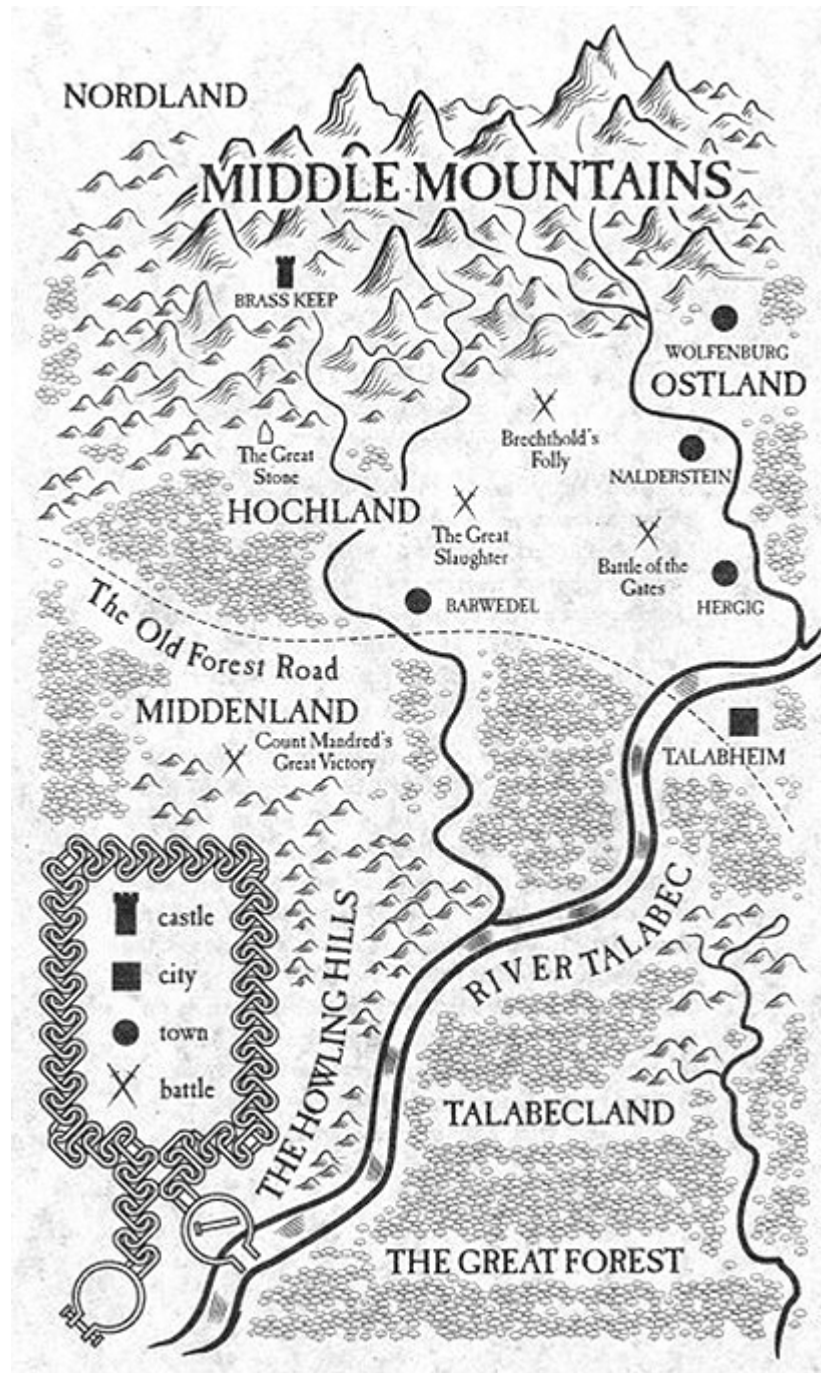 NORDLAND
MIDDLE MOUNTAINS
BRASS KEEP
WOLFENBURG
OSTLAND
Brechthold's
Folly
The Great
Stone
NALDERSTEIN
HOCHLAND
The Great
Slaughter
Battle of the
Gates
BARWEDEL
HERGIG
The Old Forest Road
MIDDENLAND
Count Mandred's
Great Victory
TALABHEIM
castle
city
town
battle
THE HOWLING HILLS
RIVER TALABEC
TALABECLAND
THE GREAT FOREST